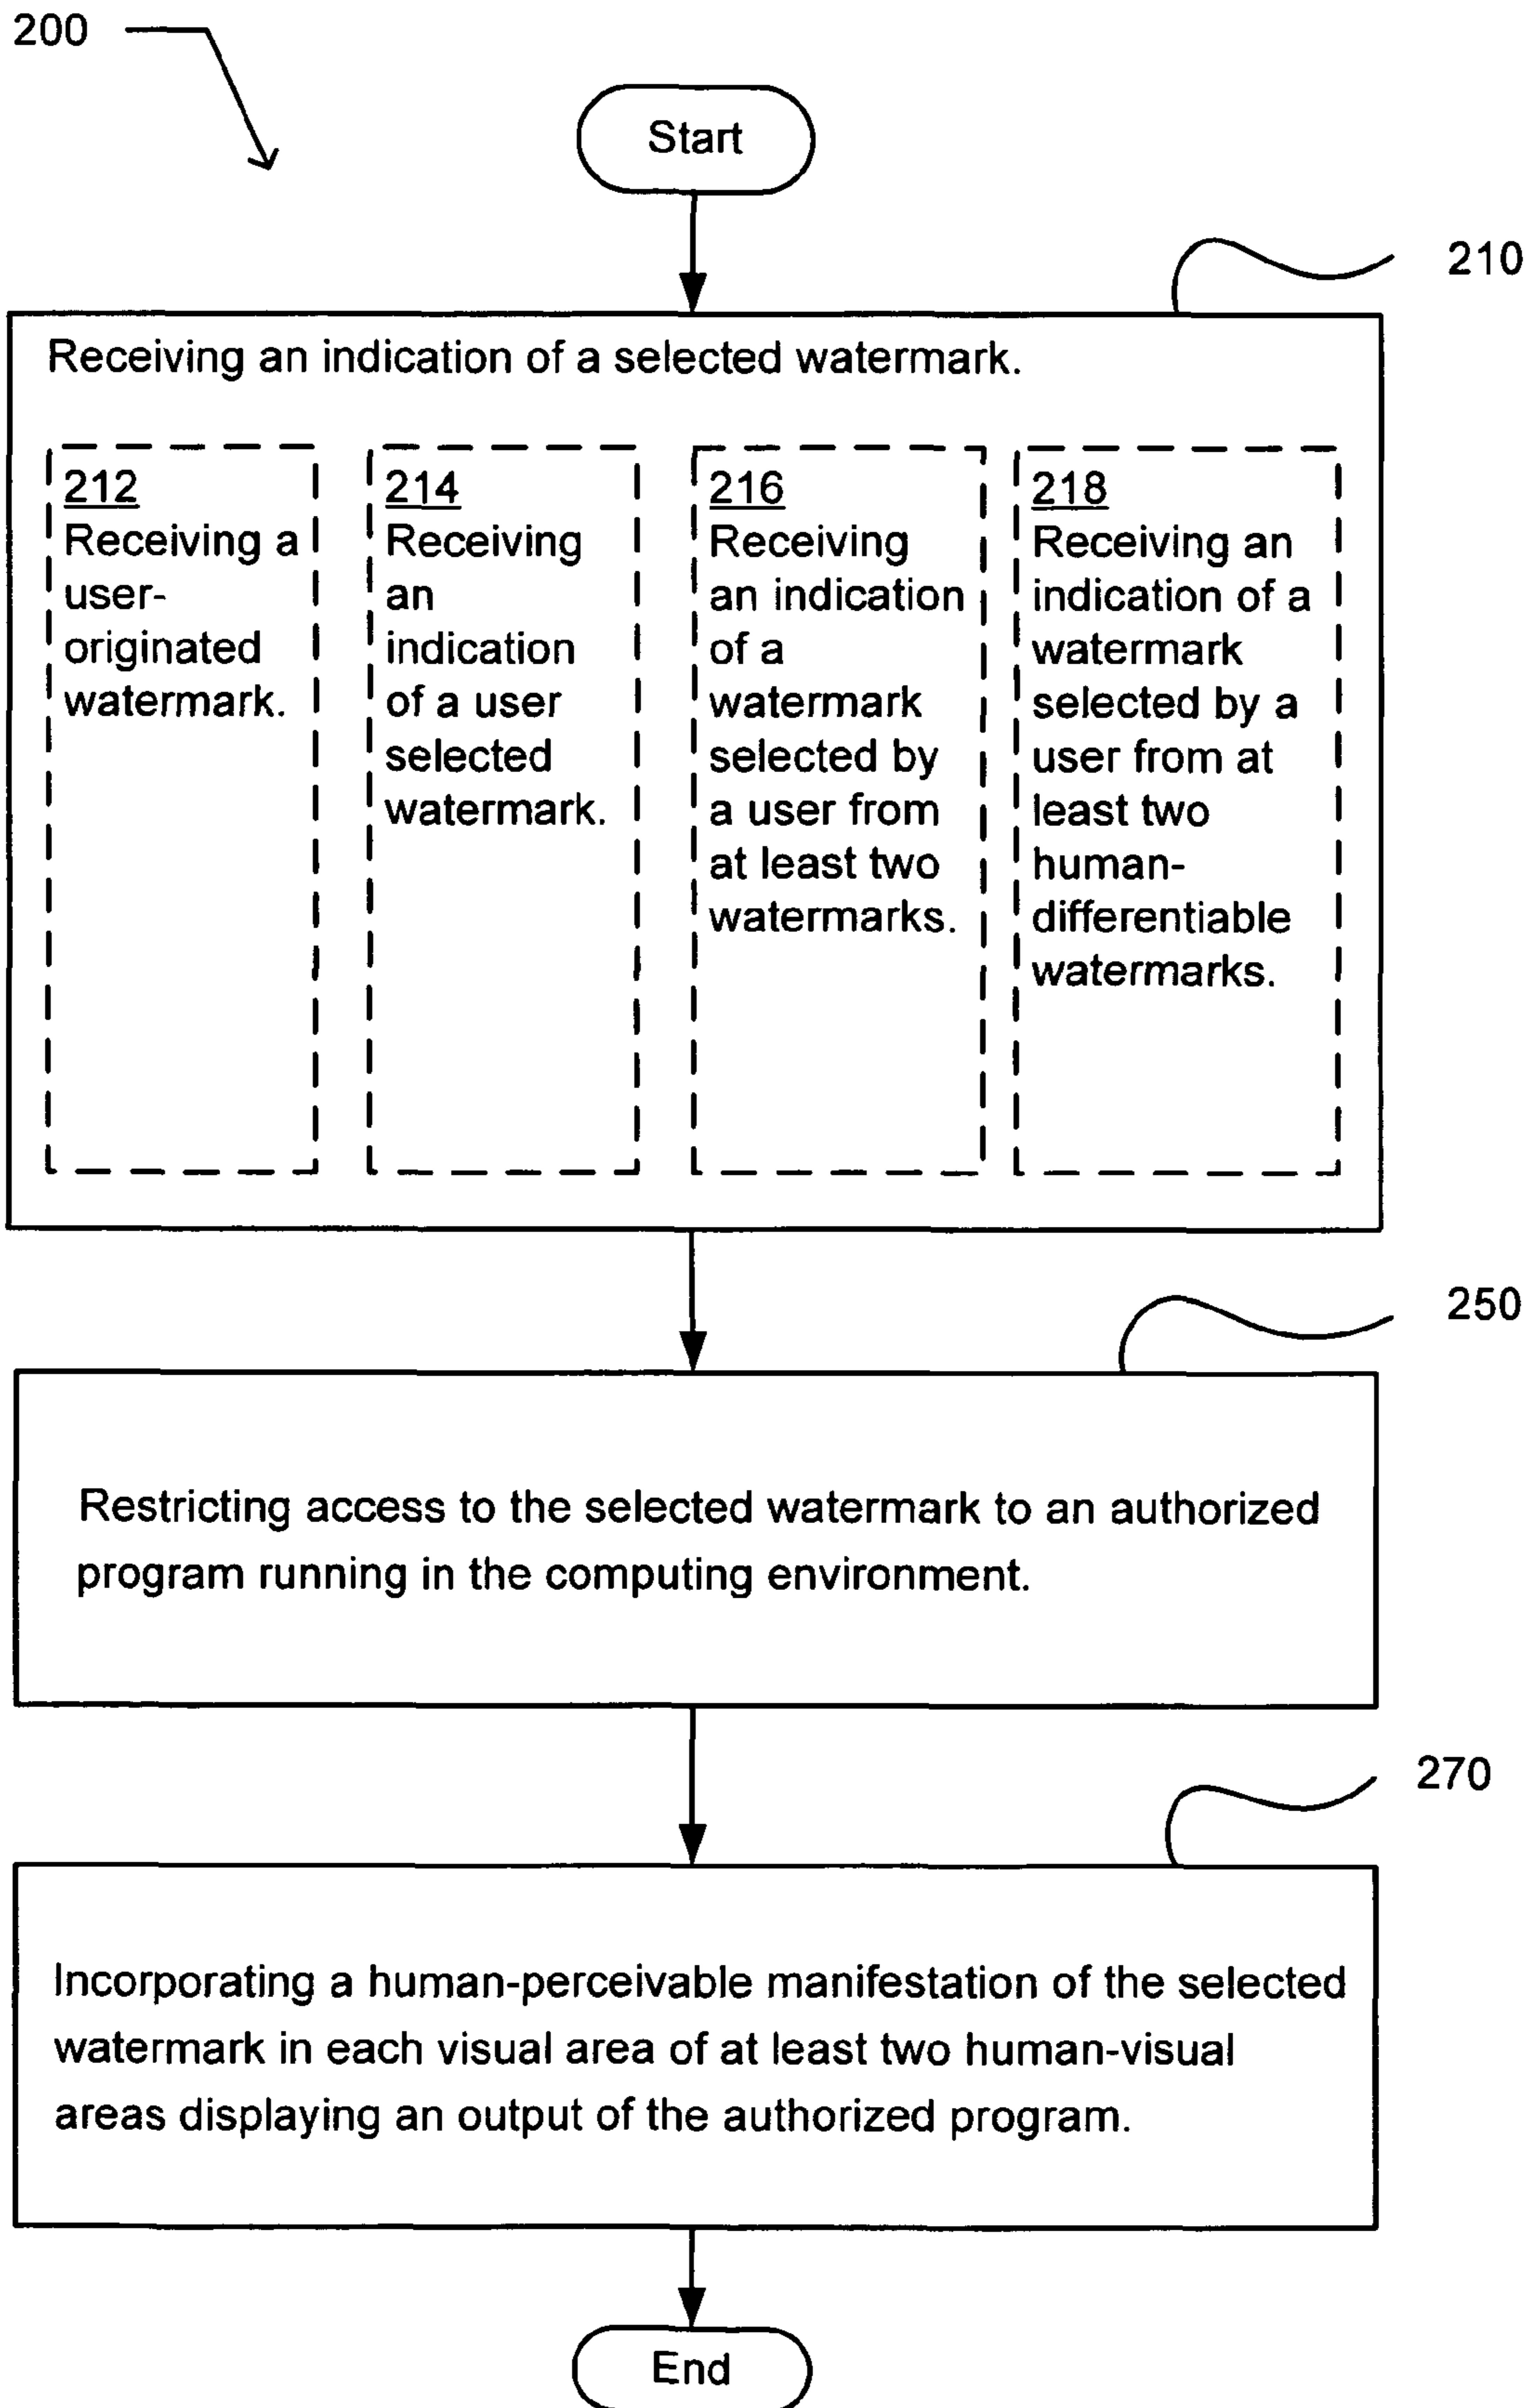 200
Start
210
Receiving an indication of a selected watermark.
212
Receiving a
user-
originated
watermark.
214
Receiving
an
indication
of a user
selected
watermark.
216
Receiving
an indication
of a
watermark
selected by
a user from
at least two
watermarks.
218
Receiving an
indication of a
watermark
selected by a
user from at
least two
human-
differentiable
watermarks.
250
Restricting access to the selected watermark to an authorized
program running in the computing environment.
270
Incorporating a human-perceivable manifestation of the selected
watermark in each visual area of at least two human-visual
areas displaying an output of the authorized program.
End